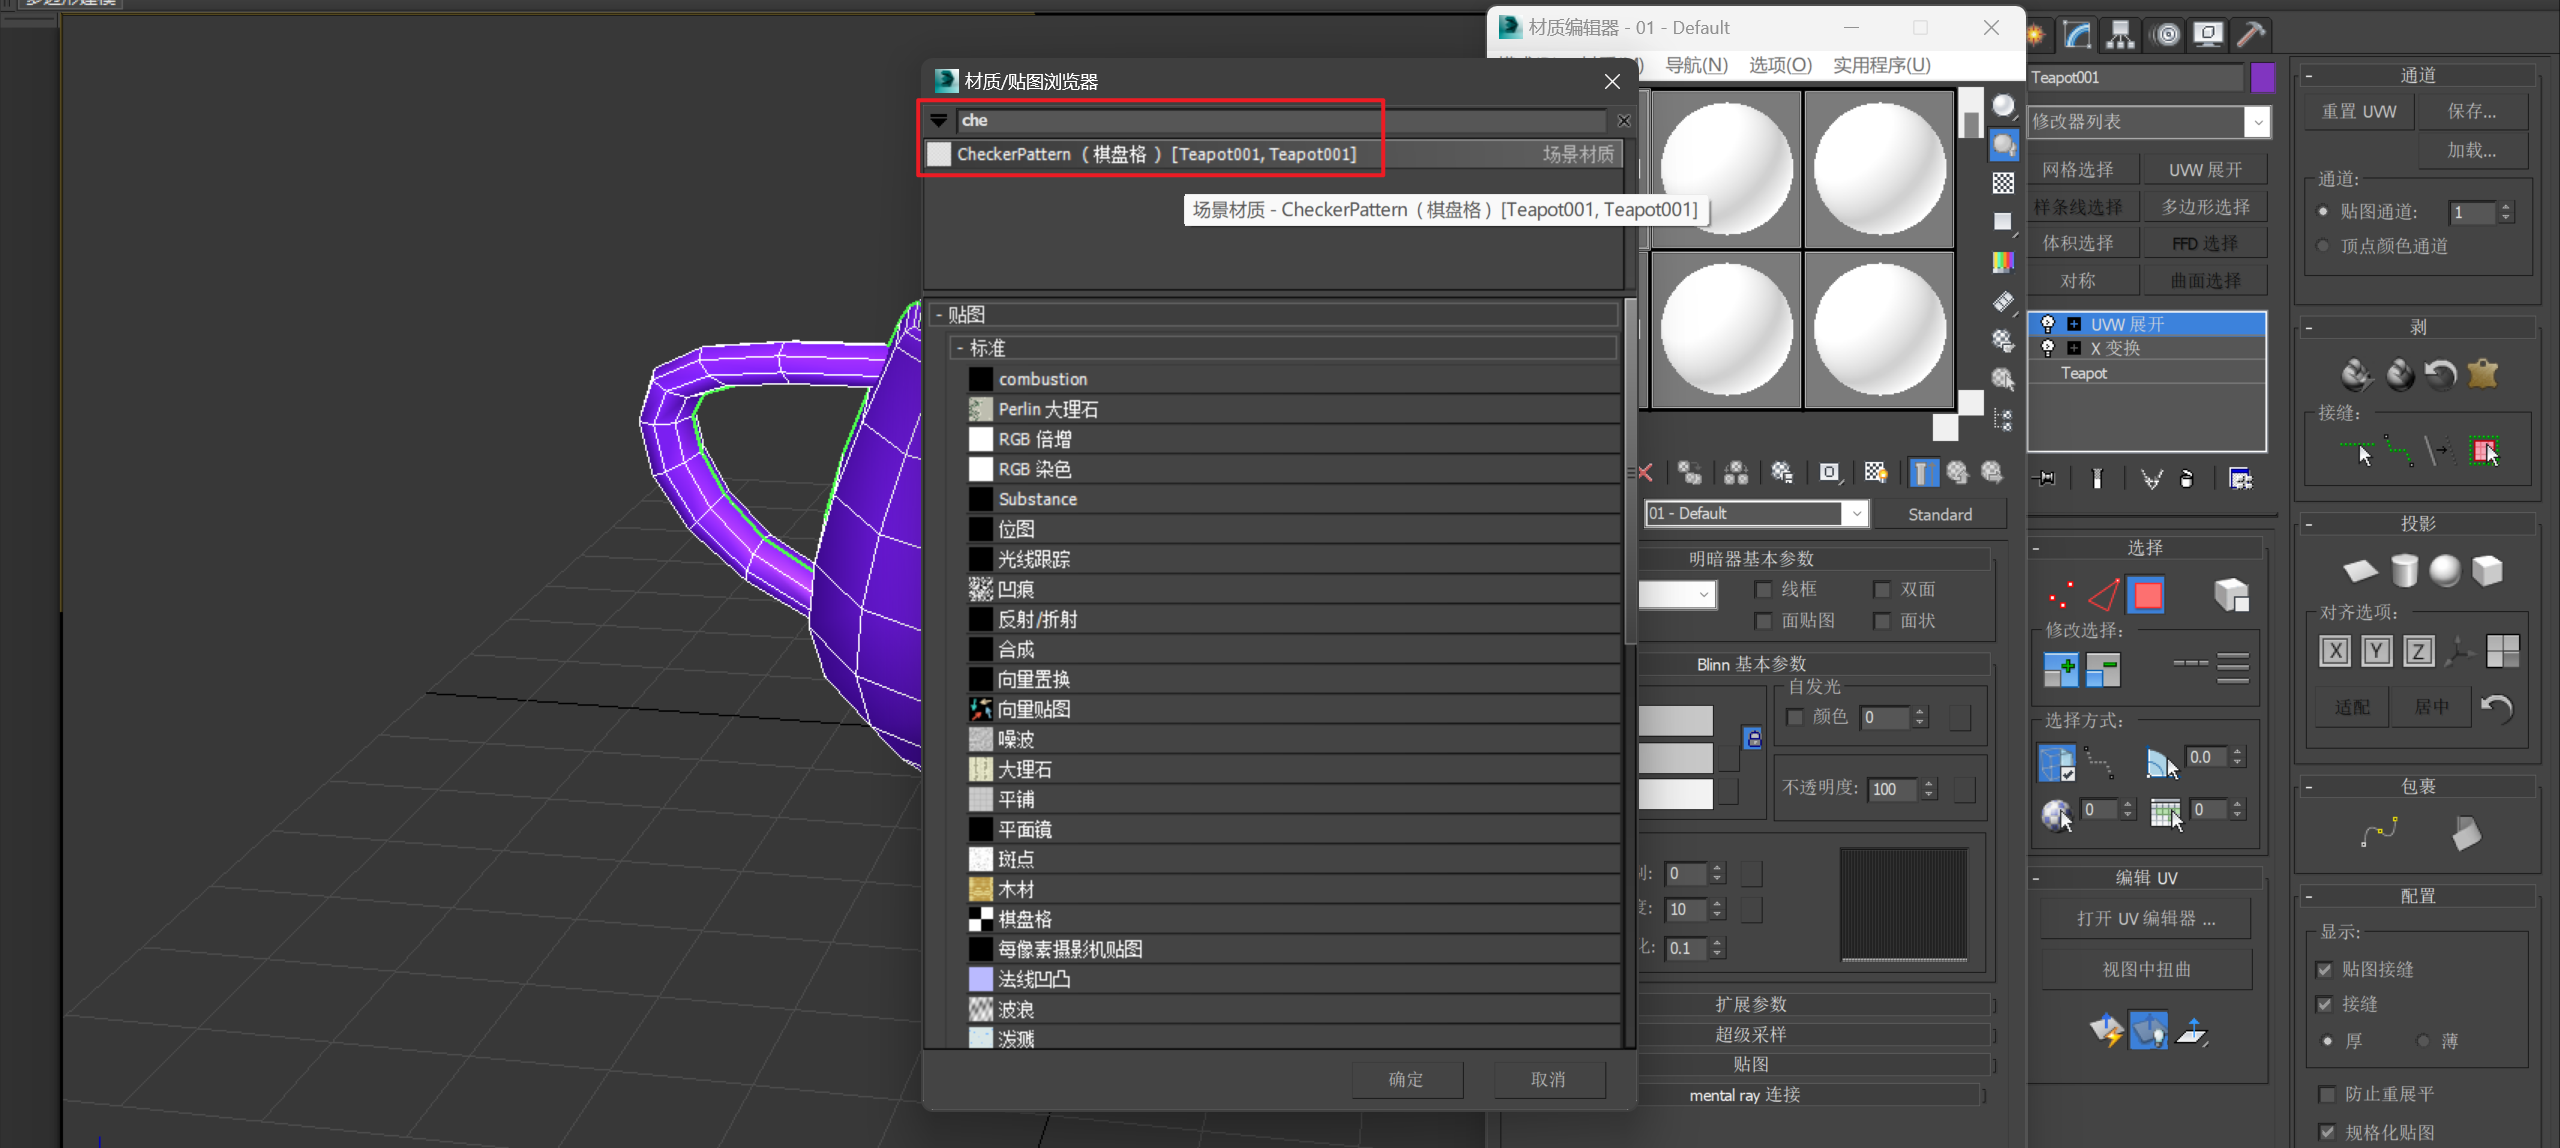 多边形建模
材质编辑器 - 01 - Default
导航(N)
选项(O)
实用程序(U)
材质/贴图浏览器
che
CheckerPattern （ 棋盘格 ） [Teapot001, Teapot001]
场景材质
场景材质 - CheckerPattern（ 棋盘格 ）[Teapot001, Teapot001]
- 贴图
- 标准
combustion
Perlin 大理石
RGB 倍增
RGB 染色
Substance
位图
光线跟踪
凹痕
反射/折射
合成
向量置换
向量贴图
噪波
大理石
平铺
平面镜
斑点
木材
棋盘格
每像素摄影机贴图
法线凹凸
波浪
泼溅
确定
取消
01 - Default
Standard
明暗器基本参数
线框
双面
面贴图
面状
Blinn 基本参数
自发光
颜色
0
不透明度:
100
0
10
0.1
扩展参数
超级采样
贴图
mental ray 连接
Teapot001
修改器列表
网格选择
UVW 展开
样条线选择
多边形选择
体积选择
FFD 选择
对称
曲面选择
UVW 展开
X 变换
Teapot
- 选择
修改选择:
选择方式:
0.0
0
0
- 编辑 UV
打开 UV 编辑器 ...
视图中扭曲
- 通道
重置 UVW
保存...
加载...
通道:
贴图通道:
1
顶点颜色通道
- 剥
接缝:
- 投影
对齐选项:
X
Y
Z
适配
居中
- 包裹
- 配置
显示:
贴图接缝
接缝
厚
薄
防止重展平
规格化贴图